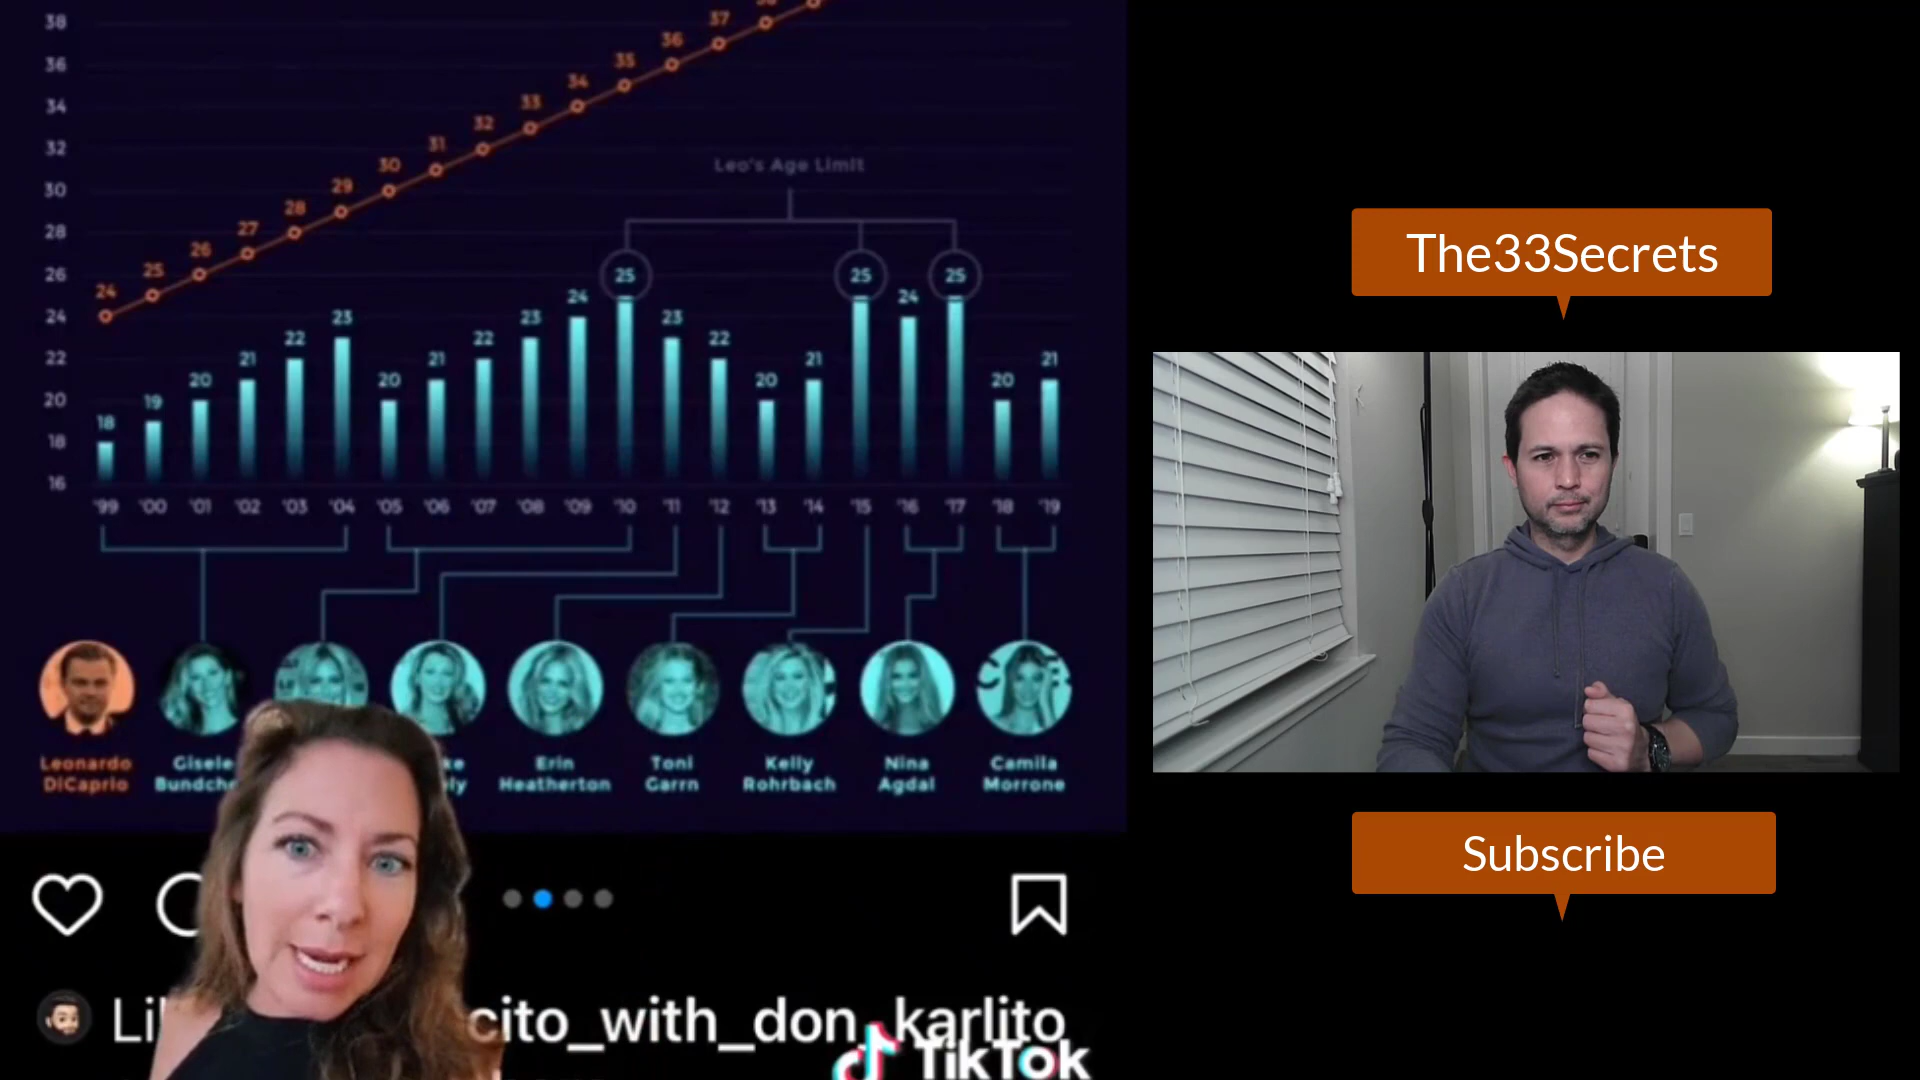 38
36
34
32
30
28
26
24
22
20
18
16
24
25
26
27
28
29
30
31
32
33
34
35
36
37
Leo's Age Limit
18
19
20
21
22
23
20
21
22
23
24
25
23
22
20
21
25
24
25
20
21
'99 '00 '01 '02 '03 '04 '05 '06 '07 '08 '09 '10 '11 '12 '13 '14 '15 '16 '17 '18 '19
Leonardo
DiCaprio
Gisele
Erin
Heatherton
Toni
Garrn
Kelly
Rohrbach
Nina
Agdal
Camila
Morrone
cito_with_don_karlito
TikTok
The33Secrets
Subscribe